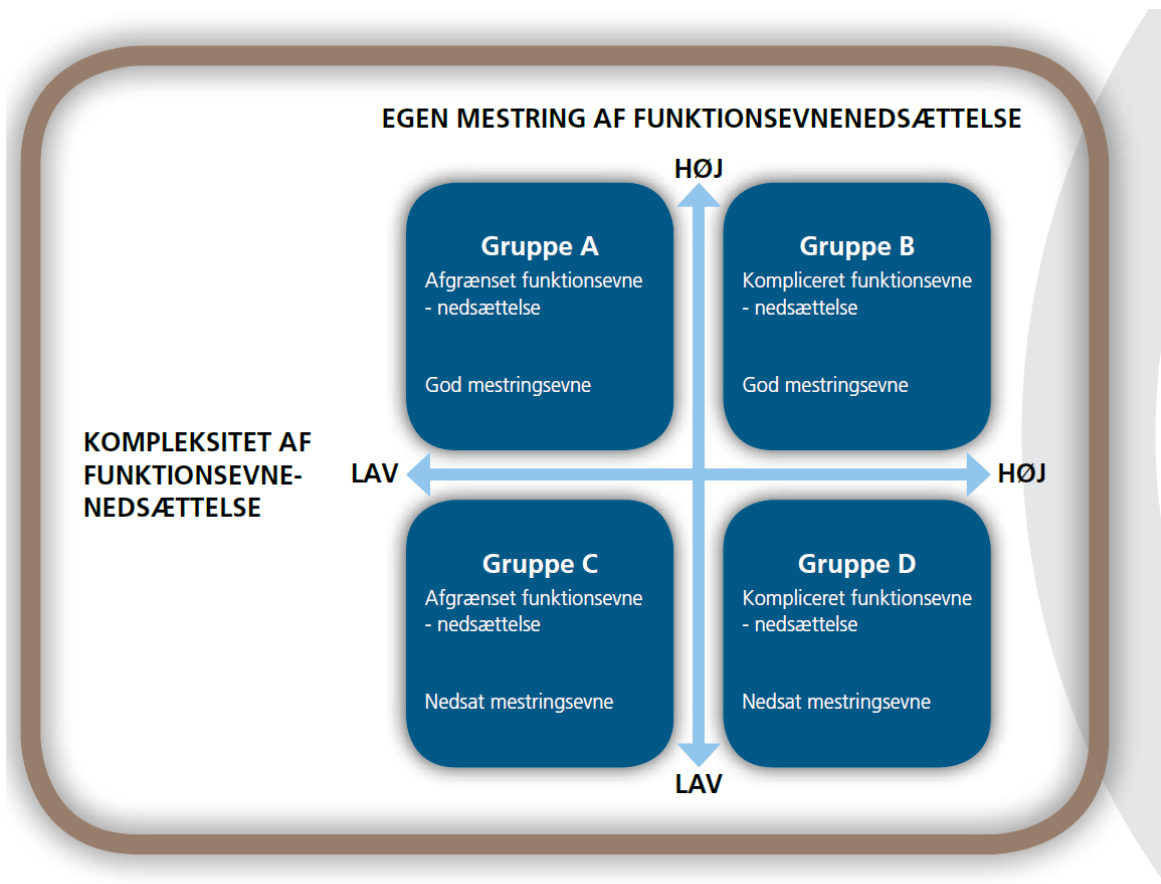 EGEN MESTRING AF FUNKTIONSEVNENEDSÆTTELSE
HØJ
Gruppe A
Afgrænset funktionsevne
- nedsættelse
God mestringsevne
Gruppe B
Kompliceret funktionsevne
- nedsættelse
God mestringsevne
KOMPLEKSITET AF
FUNKTIONSEVNE-
NEDSÆTTELSE
LAV
HØJ
Gruppe C
Afgrænset funktionsevne
- nedsættelse
Nedsat mestringsevne
Gruppe D
Kompliceret funktionsevne
- nedsættelse
Nedsat mestringsevne
LAV